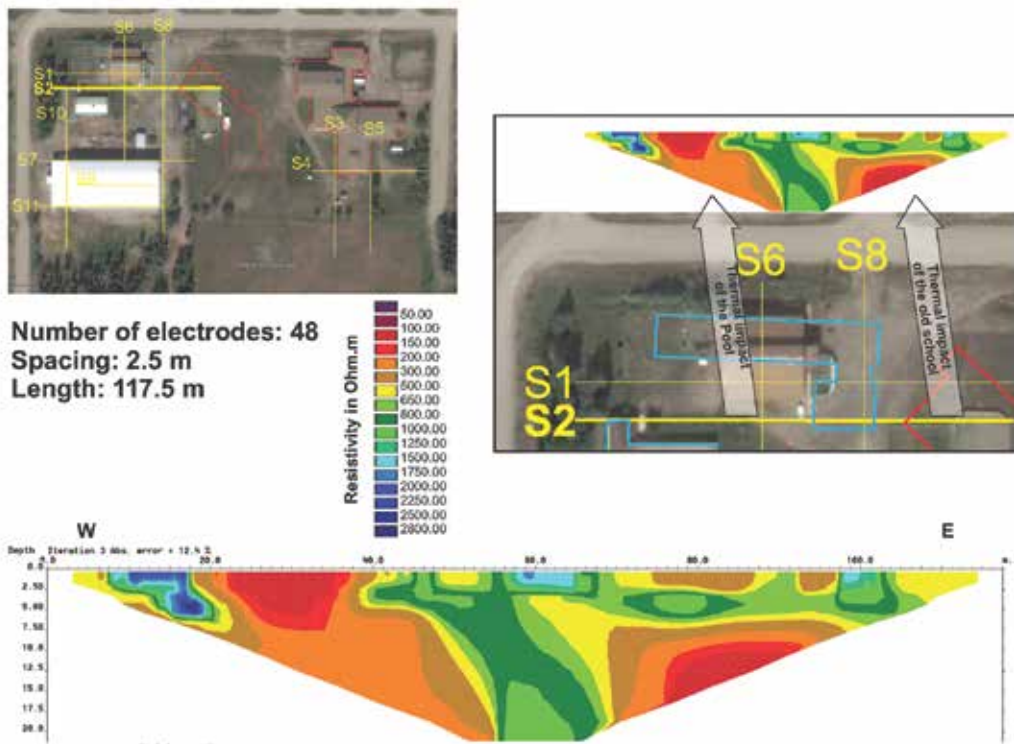 S6 S8
S1
S2
S10
S3 S5
S4
S7
S11
Number of electrodes: 48
Spacing: 2.5 m
Length: 117.5 m
Resistivity in Ohm.m
50.00
100.00
150.00
200.00
300.00
500.00
650.00
800.00
1000.00
1250.00
1500.00
1750.00
2000.00
2250.00
2500.00
2800.00
Thermal impact
of the Pool
Thermal impact
of the old school
S6 S8
S1
S2
W E
Depth Iteration 3 Abs. error = 12.4 %
0.0 20.0 40.0 60.0 80.0 100.0 m.
0.0
2.50
5.00
7.50
10.0
12.5
15.0
17.5
20.0